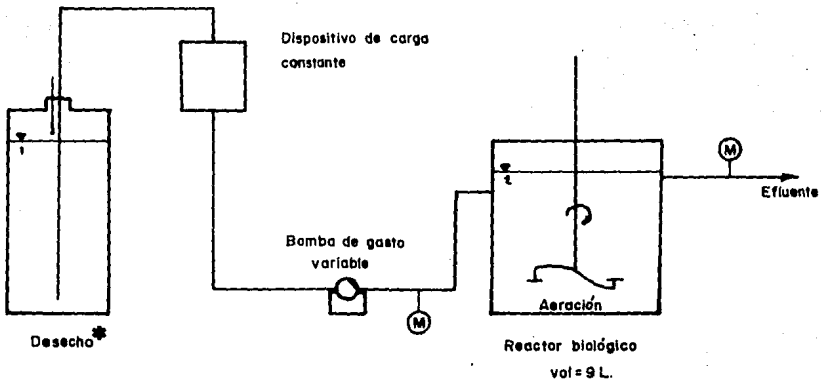 Dispositivo de carga
constante
1
2
M
Efluente
Bomba de gasto
variable
M
Aeración
Desecho*
Reactor biológico
vol = 9 L.